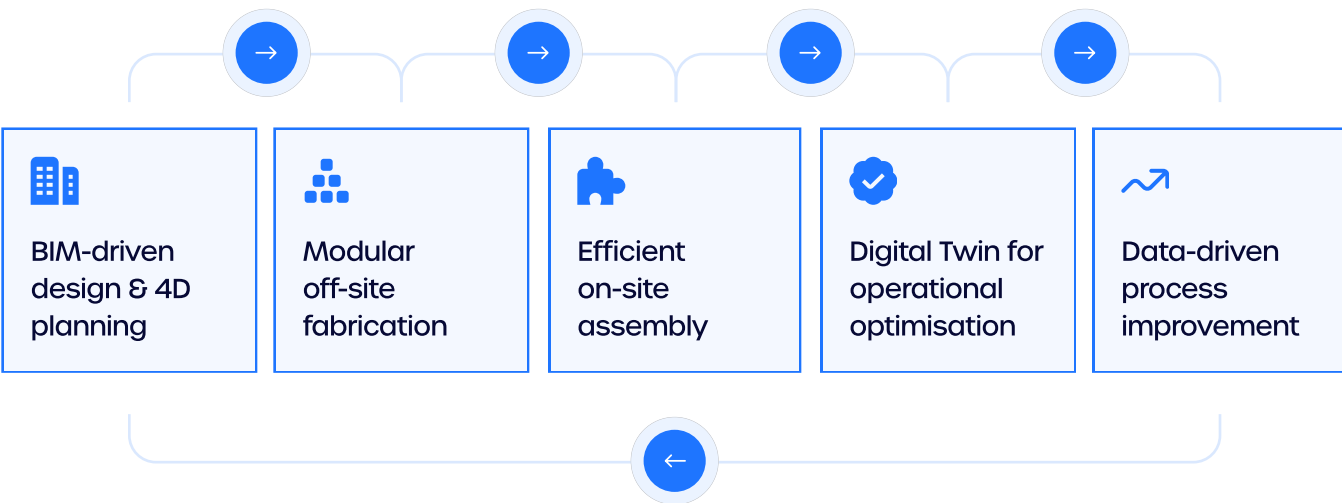 BIM-driven
design & 4D
planning
Modular
off-site
fabrication
Efficient
on-site
assembly
Digital Twin for
operational
optimisation
Data-driven
process
improvement